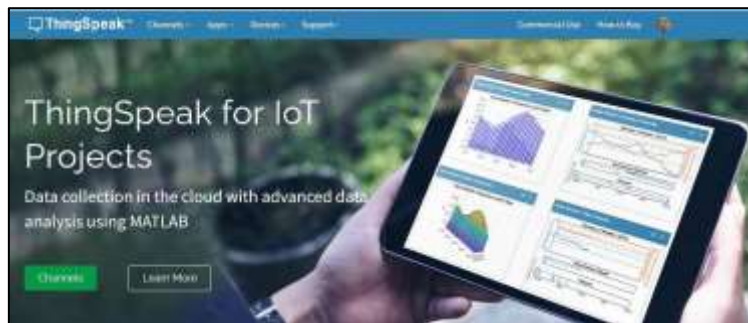 ThingSpeak™ Channels Apps Devices Support Commercial Use How to Buy
ThingSpeak for IoT
Projects
Data collection in the cloud with advanced data
analysis using MATLAB
Channels Learn More